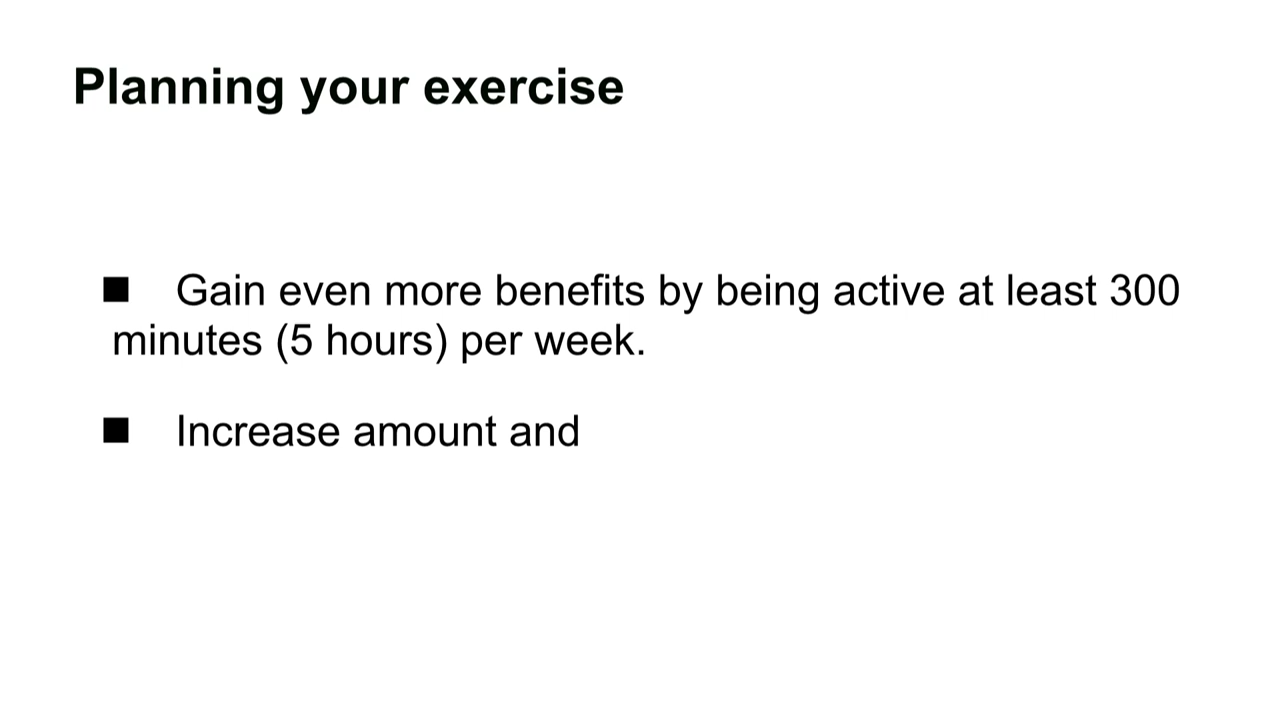 Planning your exercise
■ Gain even more benefits by being active at least 300
minutes (5 hours) per week.
■ Increase amount and